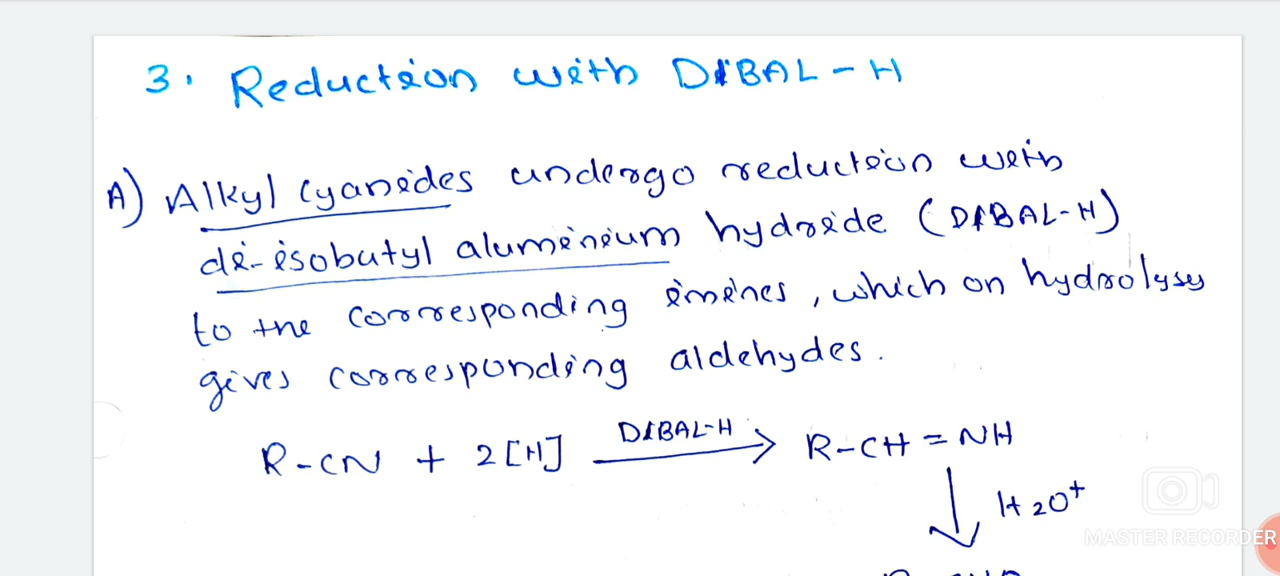 3. Reduction with DIBAL-H
A) Alkyl Cyanides undergo reduction with
di-isobutyl aluminium hydride (DIBAL-H)
to the corresponding imines, which on hydrolysis
gives corresponding aldehydes.
R-CN + 2[H] DIBAL-H R-CH=NH
H2O+
MASTER RECORDER